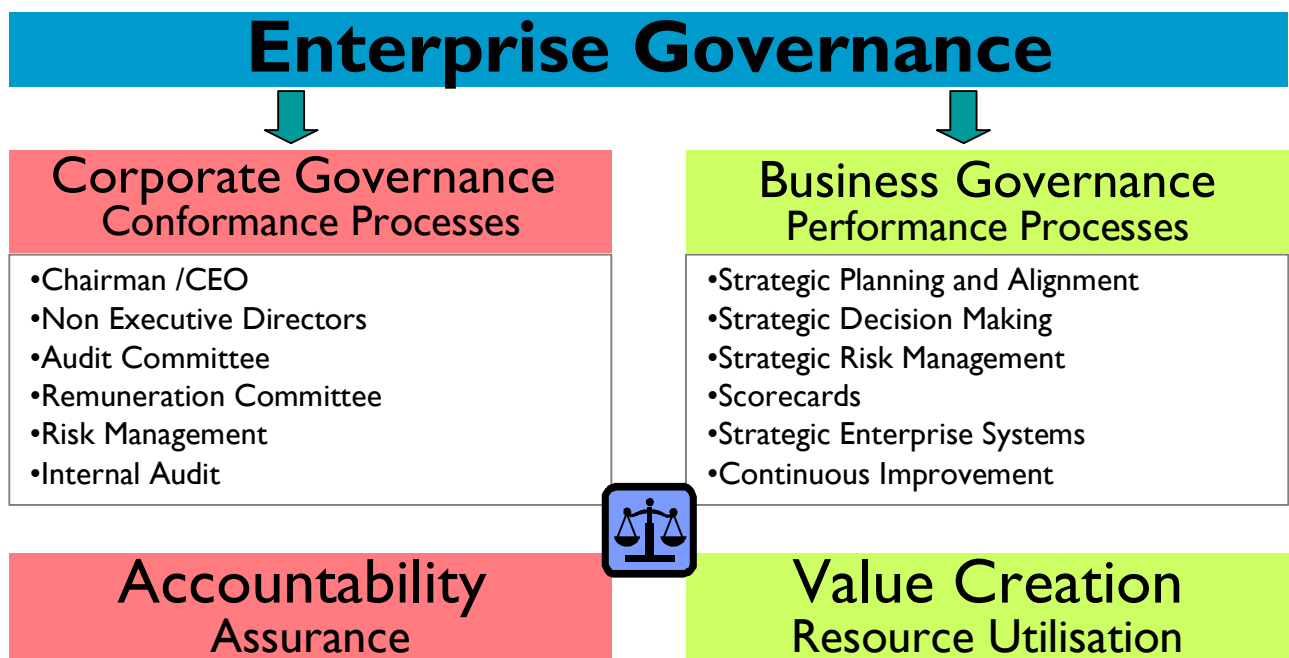 Enterprise Governance
Corporate Governance
Conformance Processes
•Chairman /CEO
•Non Executive Directors
•Audit Committee
•Remuneration Committee
•Risk Management
•Internal Audit
Accountability
Assurance
Business Governance
Performance Processes
•Strategic Planning and Alignment
•Strategic Decision Making
•Strategic Risk Management
•Scorecards
•Strategic Enterprise Systems
•Continuous Improvement
Value Creation
Resource Utilisation